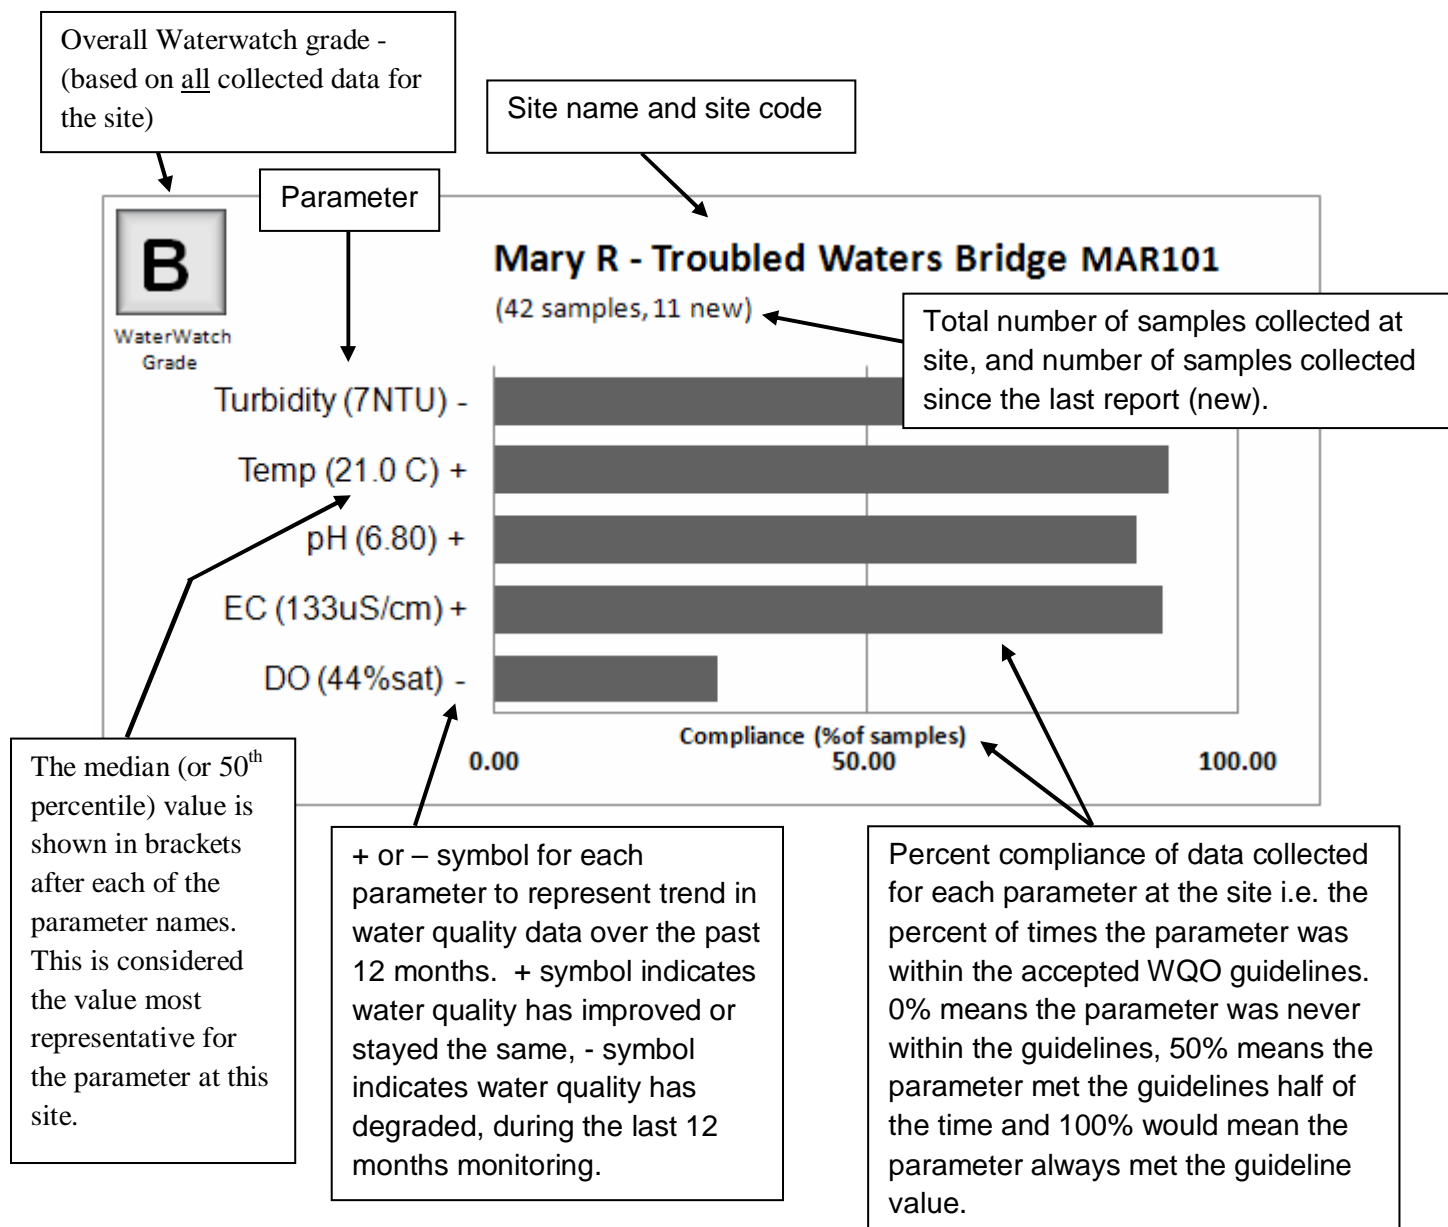 Overall Waterwatch grade -
(based on all collected data for
the site)
Site name and site code
Parameter
B
WaterWatch
Grade
Mary R - Troubled Waters Bridge MAR101
(42 samples, 11 new)
Total number of samples collected at
site, and number of samples collected
since the last report (new).
Turbidity (7NTU) -
Temp (21.0 C) +
pH (6.80) +
EC (133uS/cm) +
DO (44%sat) -
Compliance (%of samples)
0.00 50.00 100.00
The median (or 50th
percentile) value is
shown in brackets
after each of the
parameter names.
This is considered
the value most
representative for
the parameter at this
site.
+ or – symbol for each
parameter to represent trend in
water quality data over the past
12 months.  + symbol indicates
water quality has improved or
stayed the same, - symbol
indicates water quality has
degraded, during the last 12
months monitoring.
Percent compliance of data collected
for each parameter at the site i.e. the
percent of times the parameter was
within the accepted WQO guidelines.
0% means the parameter was never
within the guidelines, 50% means the
parameter met the guidelines half of
the time and 100% would mean the
parameter always met the guideline
value.